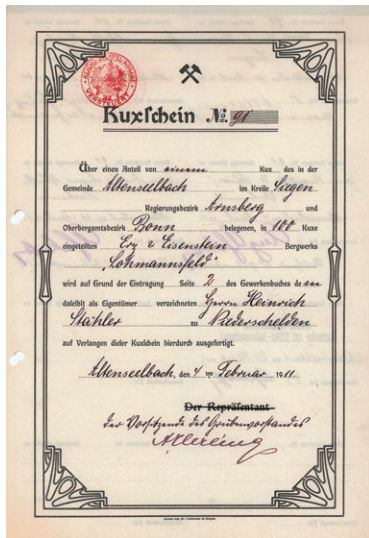 Kuxschein No. 91
Über einem Anteil von einem Kux des in der
Gemeinde Altenseelbach im Kreise Siegen
Regierungsbezirk Arnsberg und
Oberbergamtsbezirk Bonn belegenen, in 100 Kuxe
eingeteilten Erz & Eisenstein Bergwerks
„Lohmannsfeld"
wird auf Grund der Eintragung Seite 2 des Gewerkenbuches dem
daselbst als Eigentümer verzeichneten Herrn Heinrich
Stähler zu Niederschelden
auf Verlangen dieser Kuxschein hierdurch ausgefertigt.
Altenseelbach, den 4ten Februar 1911.
Der Repräsentant
der Vorsitzende des Grubenvorstandes